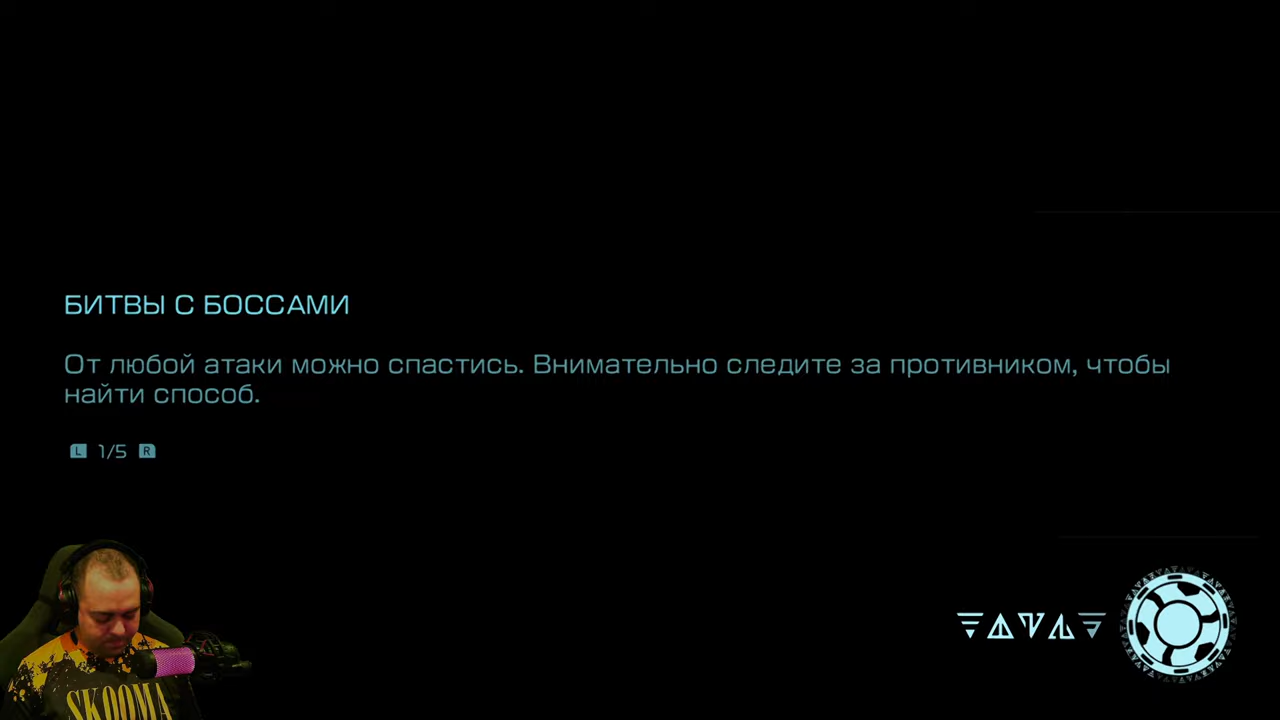 БИТВЫ С БОССАМИ
От любой атаки можно спастись. Внимательно следите за противником, чтобы
найти способ.
L 1/5 R
SKOOMA